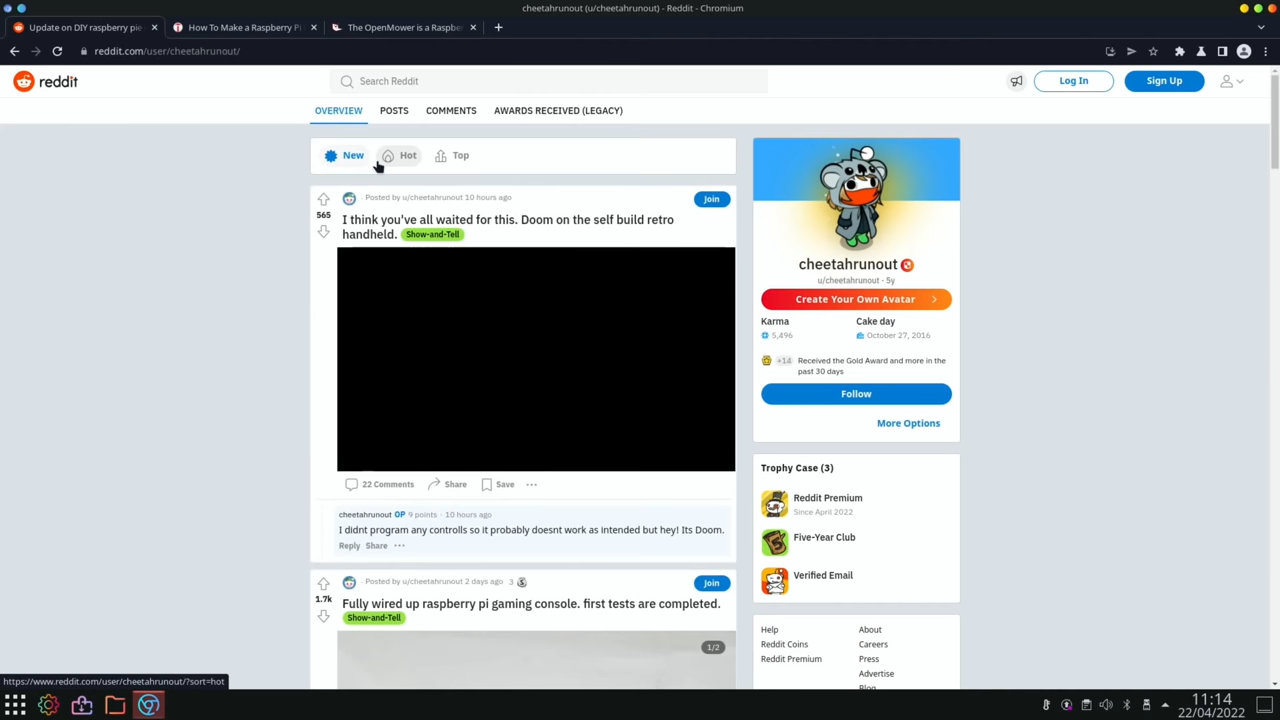 cheetahrunout (u/cheetahrunout) - Reddit - Chromium
Update on DIY raspberry pie
How To Make a Raspberry Pi
The OpenMower is a Raspbe
reddit.com/user/cheetahrunout/
reddit
Search Reddit
Log In
Sign Up
OVERVIEW
POSTS
COMMENTS
AWARDS RECEIVED (LEGACY)
New
Hot
Top
565
Posted by u/cheetahrunout 10 hours ago
Join
I think you've all waited for this. Doom on the self build retro
handheld. Show-and-Tell
22 Comments
Share
Save
cheetahrunout OP 9 points · 10 hours ago
I didnt program any controlls so it probably doesnt work as intended but hey! Its Doom.
Reply Share
1.7k
Posted by u/cheetahrunout 2 days ago 3
Join
Fully wired up raspberry pi gaming console. first tests are completed.
Show-and-Tell
1/2
cheetahrunout
u/cheetahrunout · 5y
Create Your Own Avatar
Karma
Cake day
5,496
October 27, 2016
+14
Received the Gold Award and more in the
past 30 days
Follow
More Options
Trophy Case (3)
Reddit Premium
Since April 2022
Five-Year Club
Verified Email
Help
About
Reddit Coins
Careers
Reddit Premium
Press
Advertise
Blog
https://www.reddit.com/user/cheetahrunout/?sort=hot
11:14
22/04/2022